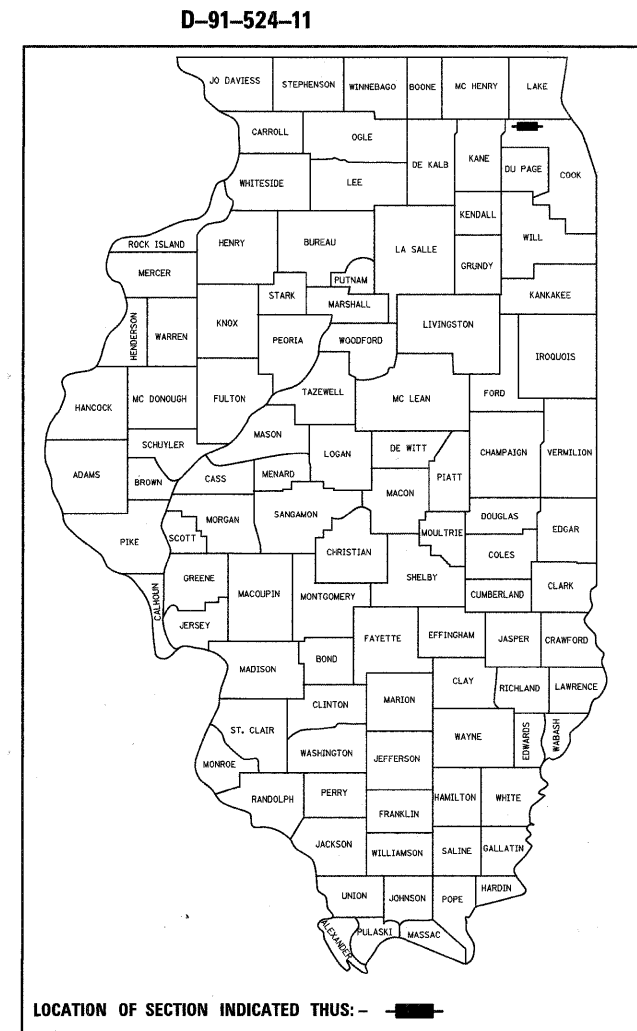 D–91–524–11
JO DAVIESS STEPHENSON WINNEBAGO BOONE MC HENRY LAKE
CARROLL OGLE DE KALB KANE DU PAGE COOK
WHITESIDE LEE
KENDALL
ROCK ISLAND HENRY BUREAU LA SALLE GRUNDY WILL
MERCER PUTNAM
STARK MARSHALL KANKAKEE
HENDERSON WARREN KNOX PEORIA WOODFORD LIVINGSTON IROQUOIS
HANCOCK MC DONOUGH FULTON TAZEWELL MC LEAN FORD
SCHUYLER MASON LOGAN DE WITT CHAMPAIGN VERMILION
ADAMS BROWN CASS MENARD MACON PIATT
PIKE SCOTT MORGAN SANGAMON CHRISTIAN MOULTRIE DOUGLAS EDGAR
COLES
CALHOUN GREENE MACOUPIN MONTGOMERY SHELBY CUMBERLAND CLARK
JERSEY
MADISON BOND FAYETTE EFFINGHAM JASPER CRAWFORD
CLINTON MARION CLAY RICHLAND LAWRENCE
ST. CLAIR WASHINGTON JEFFERSON WAYNE EDWARDS WABASH
MONROE
RANDOLPH PERRY FRANKLIN HAMILTON WHITE
JACKSON WILLIAMSON SALINE GALLATIN
UNION JOHNSON POPE HARDIN
ALEXANDER PULASKI MASSAC
LOCATION OF SECTION INDICATED THUS: –